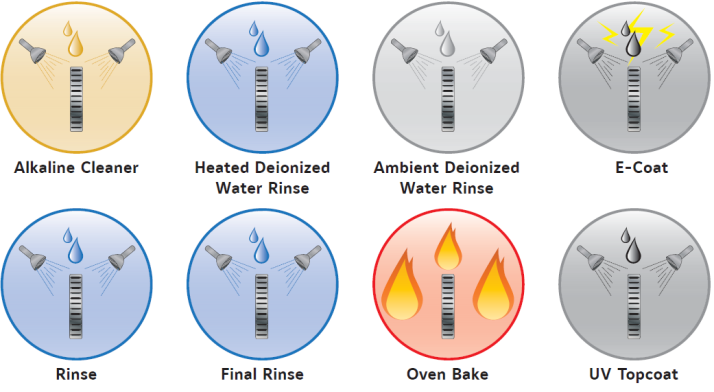 Alkaline Cleaner
Heated Deionized
Water Rinse
Ambient Deionized
Water Rinse
E-Coat
Rinse
Final Rinse
Oven Bake
UV Topcoat